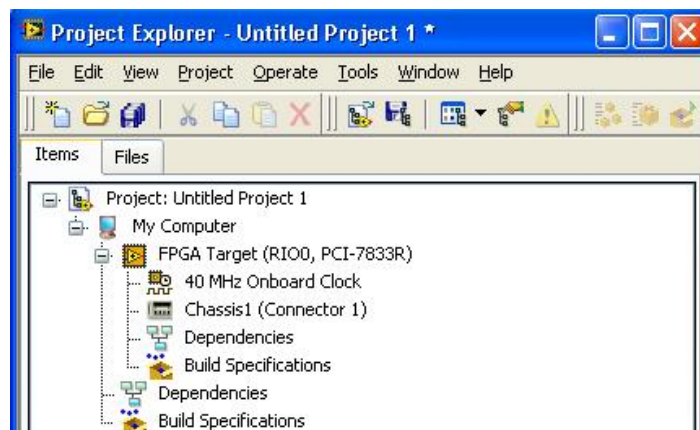 Project Explorer - Untitled Project 1 *
File Edit View Project Operate Tools Window Help
Items Files
Project: Untitled Project 1
My Computer
FPGA Target (RIO0, PCI-7833R)
40 MHz Onboard Clock
Chassis1 (Connector 1)
Dependencies
Build Specifications
Dependencies
Build Specifications